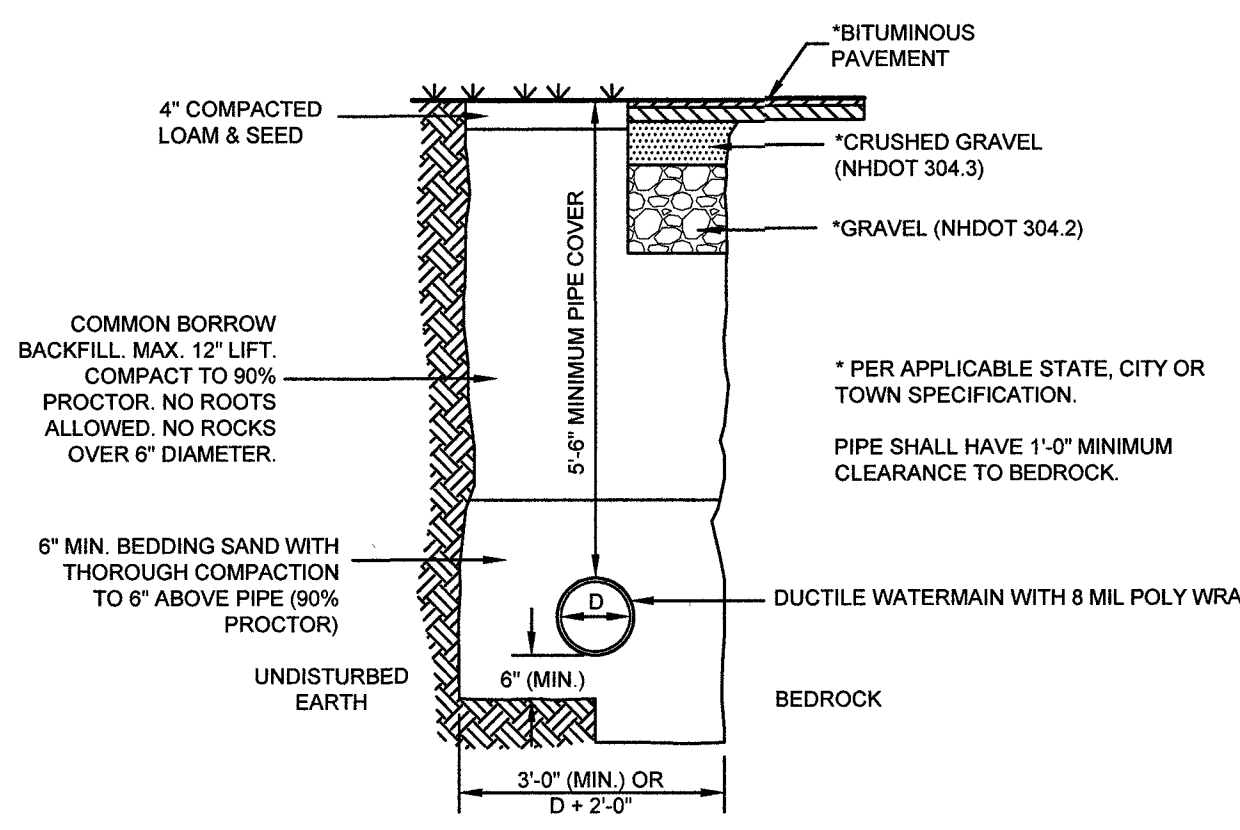 *BITUMINOUS
PAVEMENT
4" COMPACTED
LOAM & SEED
*CRUSHED GRAVEL
(NHDOT 304.3)
*GRAVEL (NHDOT 304.2)
5'-6" MINIMUM PIPE COVER
COMMON BORROW
BACKFILL. MAX. 12" LIFT.
COMPACT TO 90%
PROCTOR. NO ROOTS
ALLOWED. NO ROCKS
OVER 6" DIAMETER.
* PER APPLICABLE STATE, CITY OR
TOWN SPECIFICATION.
PIPE SHALL HAVE 1'-0" MINIMUM
CLEARANCE TO BEDROCK.
6" MIN. BEDDING SAND WITH
THOROUGH COMPACTION
TO 6" ABOVE PIPE (90%
PROCTOR)
D
DUCTILE WATERMAIN WITH 8 MIL POLY WRA
UNDISTURBED
EARTH
6" (MIN.)
BEDROCK
3'-0" (MIN.) OR
D + 2'-0"